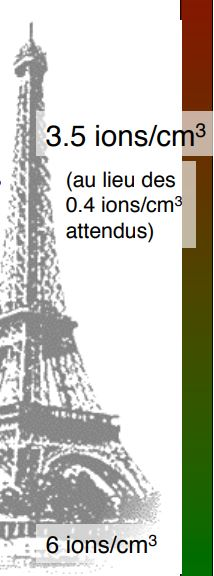 3.5 ions/cm³
(au lieu des
0.4 ions/cm³
attendus)
6 ions/cm³